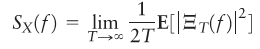 S_X(f) = lim_{T→∞} 1/2T E[|Ξ_T(f)|²]